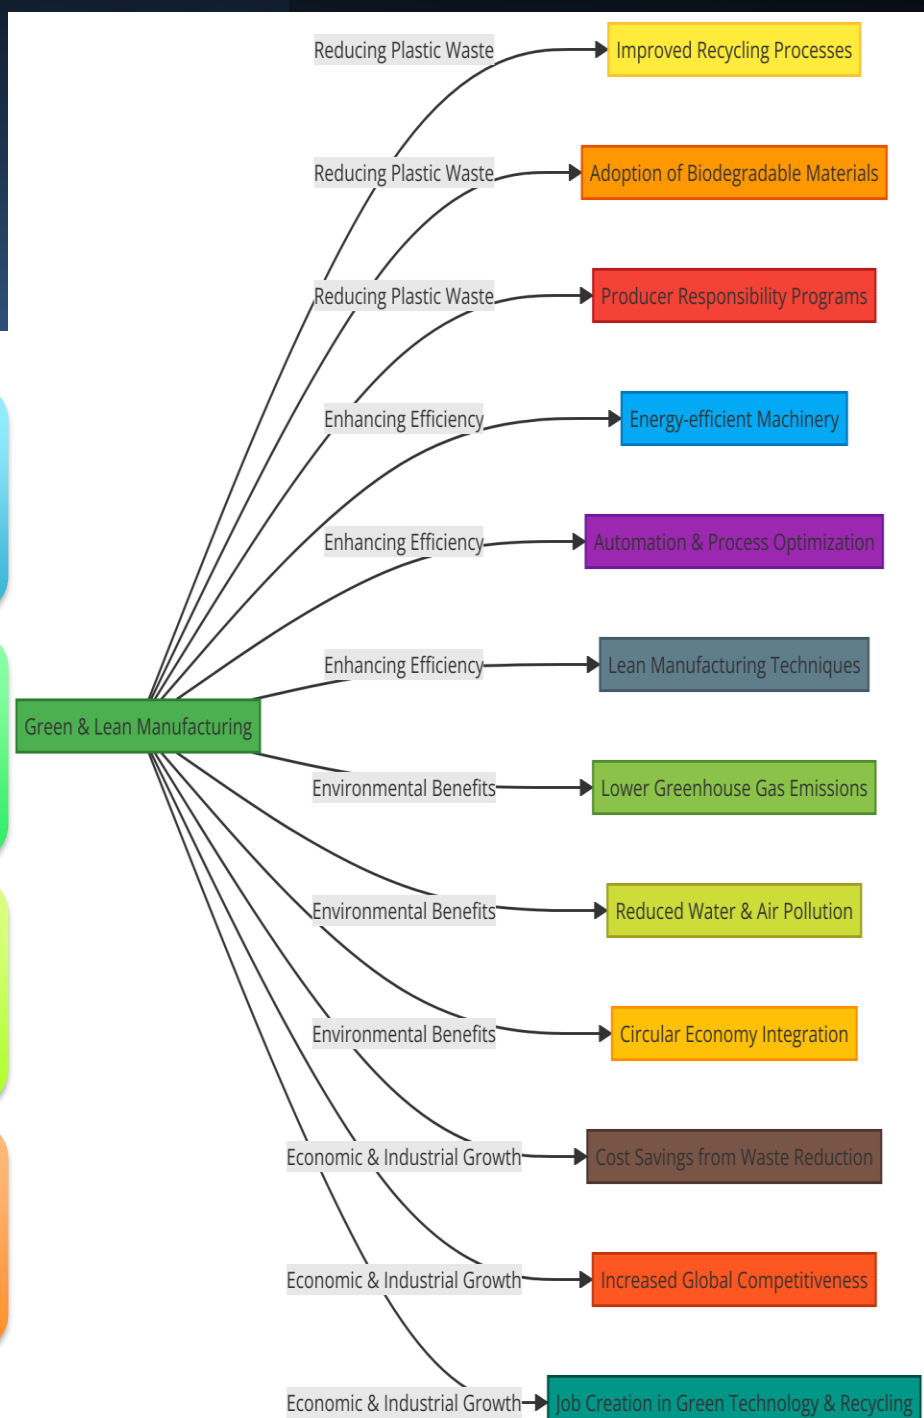 Reducing Plastic Waste
Improved Recycling Processes
Reducing Plastic Waste
Adoption of Biodegradable Materials
Reducing Plastic Waste
Producer Responsibility Programs
Enhancing Efficiency
Energy-efficient Machinery
Enhancing Efficiency
Automation & Process Optimization
Enhancing Efficiency
Lean Manufacturing Techniques
Green & Lean Manufacturing
Environmental Benefits
Lower Greenhouse Gas Emissions
Environmental Benefits
Reduced Water & Air Pollution
Environmental Benefits
Circular Economy Integration
Economic & Industrial Growth
Cost Savings from Waste Reduction
Economic & Industrial Growth
Increased Global Competitiveness
Economic & Industrial Growth
Job Creation in Green Technology & Recycling